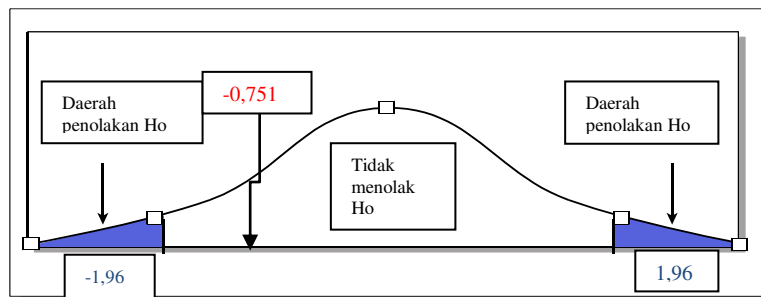 Daerah
penolakan Ho
-0,751
Daerah
penolakan Ho
Tidak
menolak
Ho
-1,96
1,96